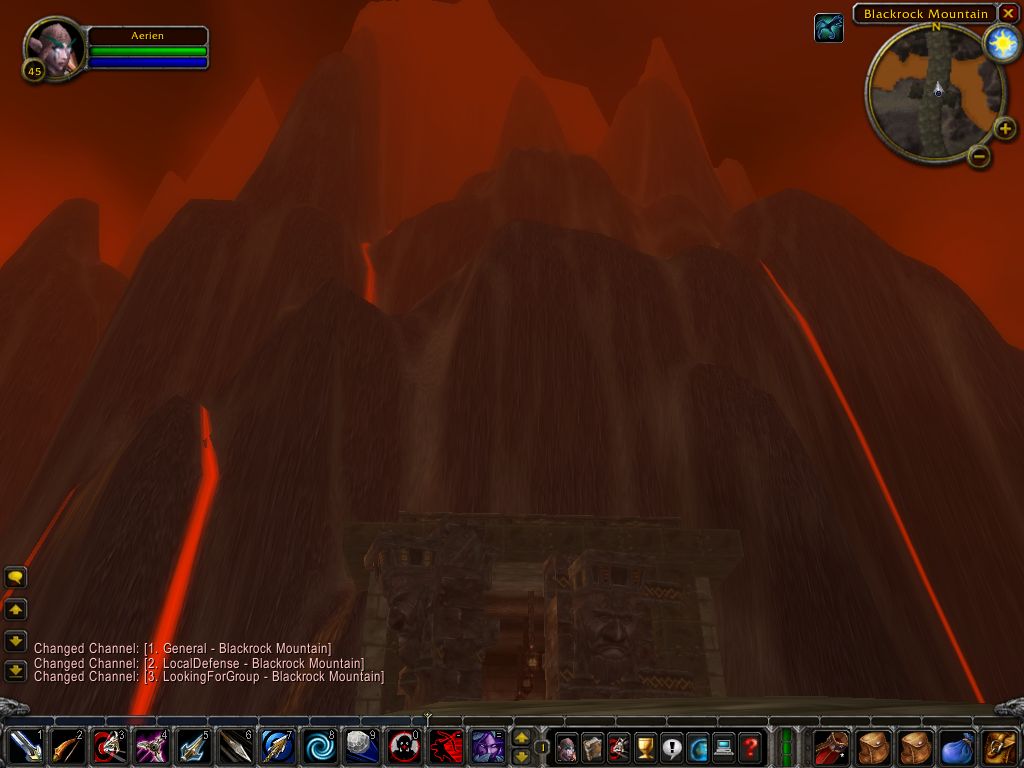 Aerien
45
Blackrock Mountain
N
Changed Channel: [1. General - Blackrock Mountain]
Changed Channel: [2. LocalDefense - Blackrock Mountain]
Changed Channel: [3. LookingForGroup - Blackrock Mountain]
1 2 3 4 5 6 7 8 9 0 - = 1